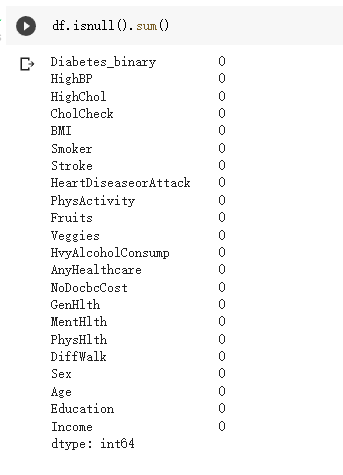 df.isnull().sum()
Diabetes_binary 0
HighBP 0
HighChol 0
CholCheck 0
BMI 0
Smoker 0
Stroke 0
HeartDiseaseorAttack 0
PhysActivity 0
Fruits 0
Veggies 0
HvyAlcoholConsump 0
AnyHealthcare 0
NoDocbcCost 0
GenHlth 0
MentHlth 0
PhysHlth 0
DiffWalk 0
Sex 0
Age 0
Education 0
Income 0
dtype: int64